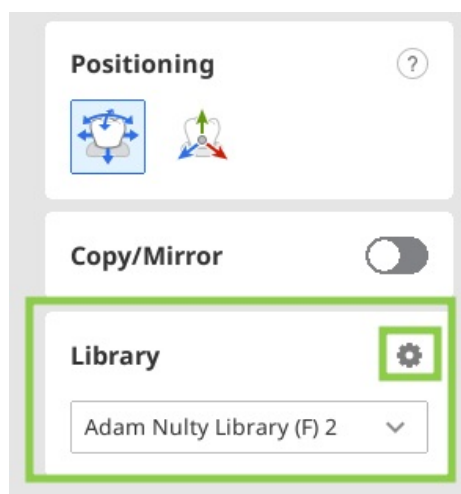 Positioning
?
Copy/Mirror
Library
Adam Nulty Library (F) 2